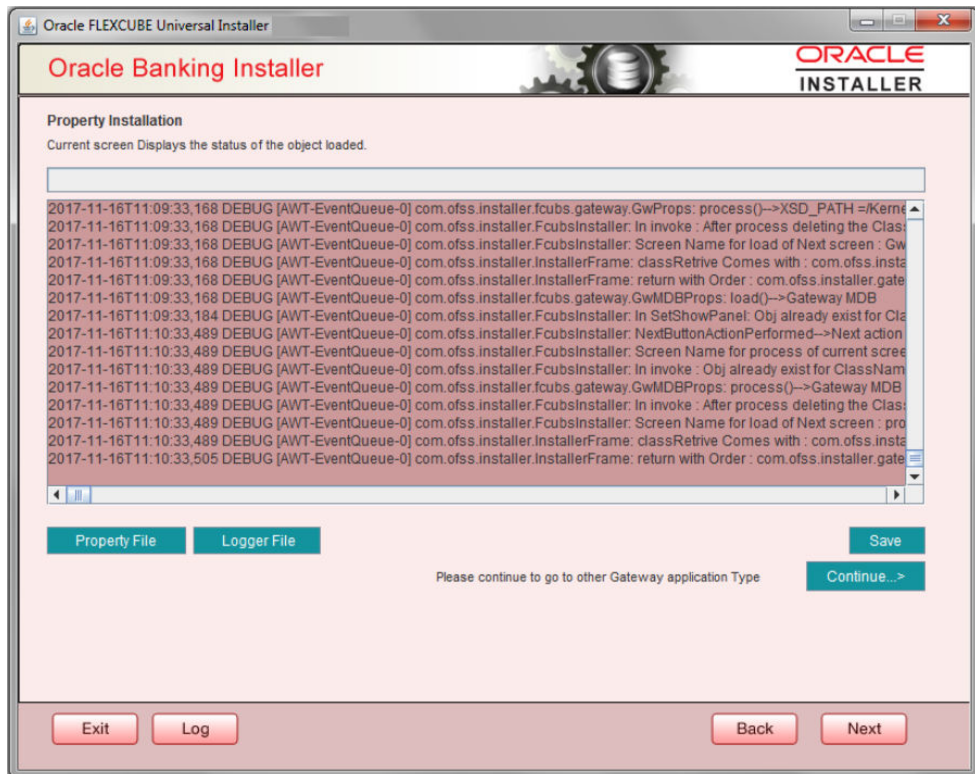 Oracle FLEXCUBE Universal Installer
Oracle Banking Installer
ORACLE
INSTALLER
Property Installation
Current screen Displays the status of the object loaded.
2017-11-16T11:09:33,168 DEBUG [AWT-EventQueue-0] com.ofss.installer.fcubs.gateway.GwProps: process()-->XSD_PATH =/Kerne
2017-11-16T11:09:33,168 DEBUG [AWT-EventQueue-0] com.ofss.installer.FcubsInstaller: In invoke : After process deleting the Clas
2017-11-16T11:09:33,168 DEBUG [AWT-EventQueue-0] com.ofss.installer.FcubsInstaller: Screen Name for load of Next screen : Gw
2017-11-16T11:09:33,168 DEBUG [AWT-EventQueue-0] com.ofss.installer.InstallerFrame: classRetrive Comes with : com.ofss.insta
2017-11-16T11:09:33,168 DEBUG [AWT-EventQueue-0] com.ofss.installer.InstallerFrame: return with Order : com.ofss.installer.gate
2017-11-16T11:09:33,168 DEBUG [AWT-EventQueue-0] com.ofss.installer.fcubs.gateway.GwMDBProps: load()-->Gateway MDB
2017-11-16T11:09:33,184 DEBUG [AWT-EventQueue-0] com.ofss.installer.FcubsInstaller: In SetShowPanel: Obj already exist for Cla
2017-11-16T11:10:33,489 DEBUG [AWT-EventQueue-0] com.ofss.installer.FcubsInstaller: NextButtonActionPerformed-->Next action
2017-11-16T11:10:33,489 DEBUG [AWT-EventQueue-0] com.ofss.installer.FcubsInstaller: Screen Name for process of current scree
2017-11-16T11:10:33,489 DEBUG [AWT-EventQueue-0] com.ofss.installer.FcubsInstaller: In invoke : Obj already exist for ClassNam
2017-11-16T11:10:33,489 DEBUG [AWT-EventQueue-0] com.ofss.installer.fcubs.gateway.GwMDBProps: process()-->Gateway MDB
2017-11-16T11:10:33,489 DEBUG [AWT-EventQueue-0] com.ofss.installer.FcubsInstaller: In invoke : After process deleting the Clas
2017-11-16T11:10:33,489 DEBUG [AWT-EventQueue-0] com.ofss.installer.FcubsInstaller: Screen Name for load of Next screen : pro
2017-11-16T11:10:33,489 DEBUG [AWT-EventQueue-0] com.ofss.installer.InstallerFrame: classRetrive Comes with : com.ofss.insta
2017-11-16T11:10:33,505 DEBUG [AWT-EventQueue-0] com.ofss.installer.InstallerFrame: return with Order : com.ofss.installer.gate
Property File Logger File Save
Please continue to go to other Gateway application Type Continue...>
Exit Log Back Next